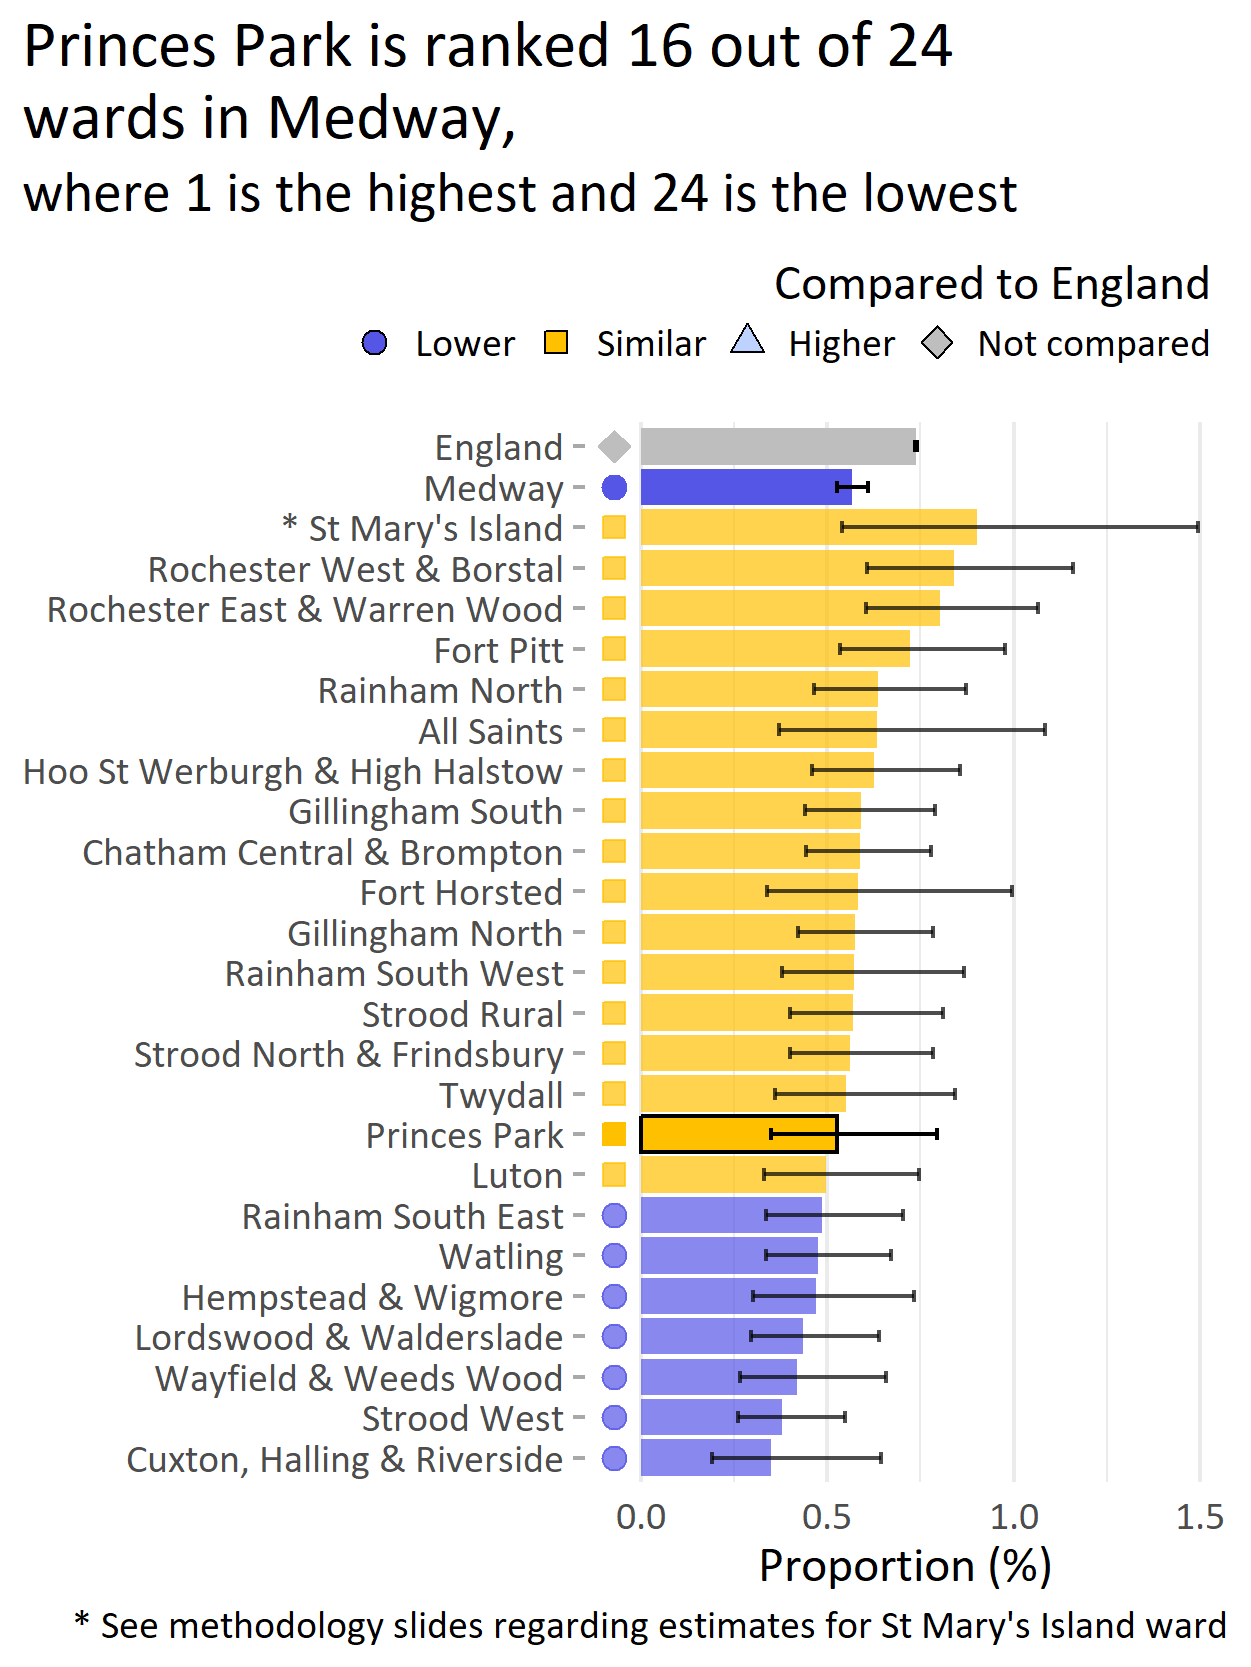 Princes Park is ranked 16 out of 24
wards in Medway,
where 1 is the highest and 24 is the lowest
Compared to England
Lower Similar Higher Not compared
England
Medway
* St Mary's Island
Rochester West & Borstal
Rochester East & Warren Wood
Fort Pitt
Rainham North
All Saints
Hoo St Werburgh & High Halstow
Gillingham South
Chatham Central & Brompton
Fort Horsted
Gillingham North
Rainham South West
Strood Rural
Strood North & Frindsbury
Twydall
Princes Park
Luton
Rainham South East
Watling
Hempstead & Wigmore
Lordswood & Walderslade
Wayfield & Weeds Wood
Strood West
Cuxton, Halling & Riverside
0.0 0.5 1.0 1.5
Proportion (%)
* See methodology slides regarding estimates for St Mary's Island ward